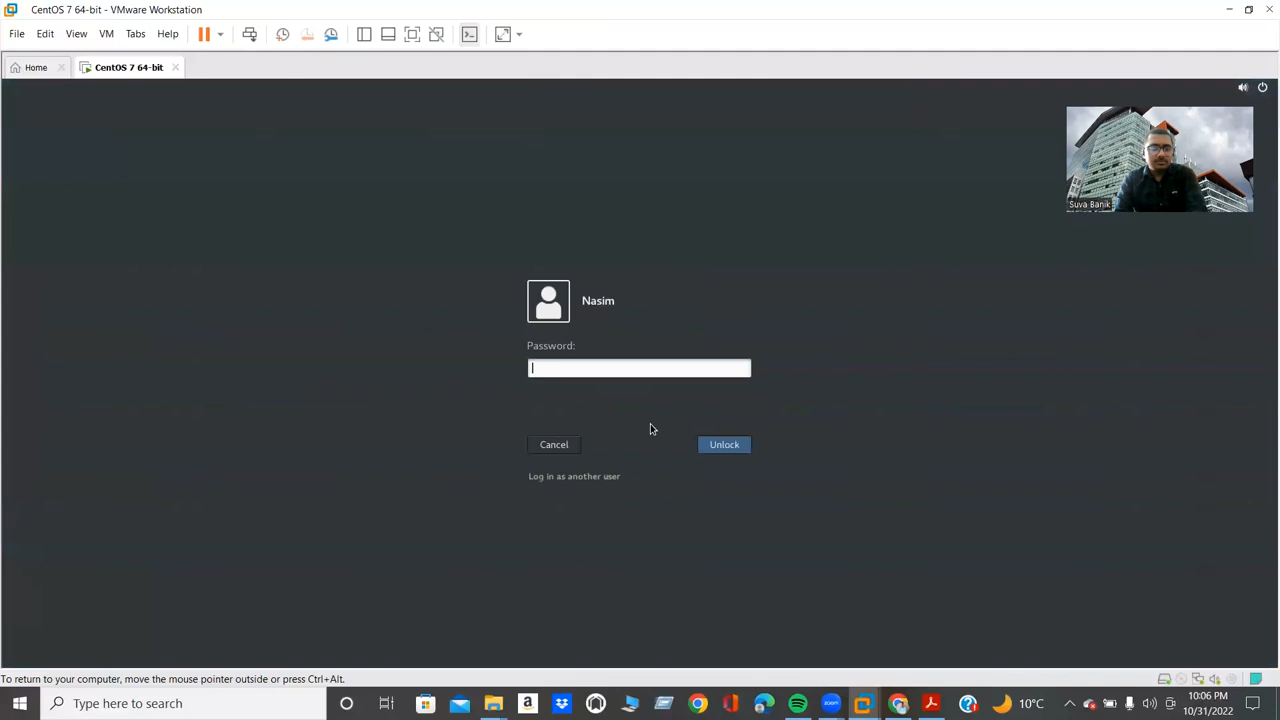 CentOS 7 64-bit - VMware Workstation
File Edit View VM Tabs Help
Home
CentOS 7 64-bit
Suva Banik
Nasim
Password:
Cancel
Unlock
Log in as another user
To return to your computer, move the mouse pointer outside or press Ctrl+Alt.
Type here to search
zoom
10°C
10:06 PM
10/31/2022